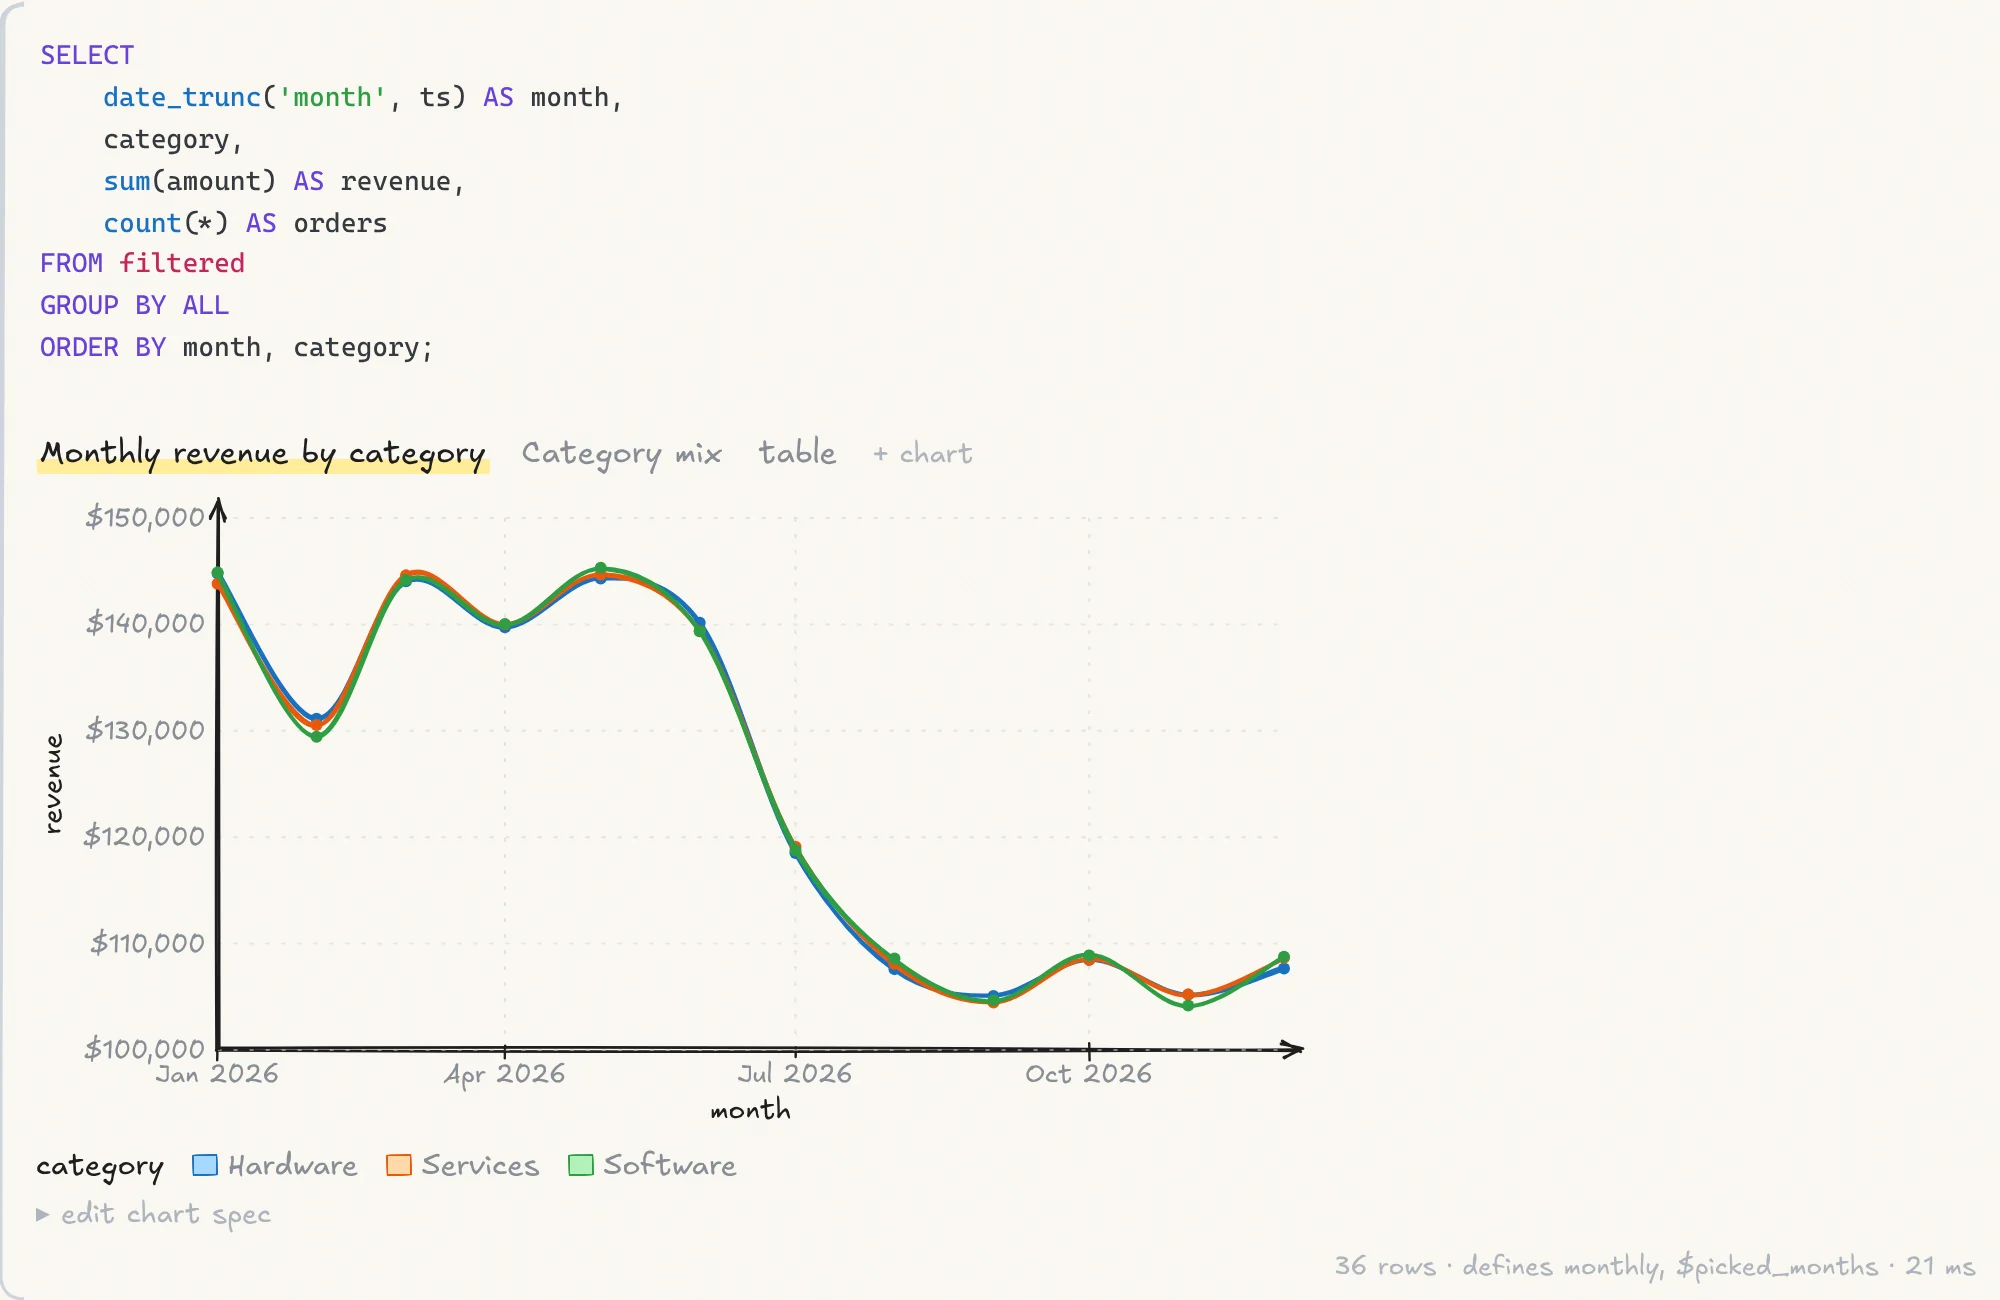 SELECT
    date_trunc('month', ts) AS month,
    category,
    sum(amount) AS revenue,
    count(*) AS orders
FROM filtered
GROUP BY ALL
ORDER BY month, category;
Monthly revenue by category Category mix table + chart
$150,000
$140,000
$130,000
$120,000
$110,000
$100,000
revenue
Jan 2026 Apr 2026 Jul 2026 Oct 2026
month
category Hardware Services Software
▶ edit chart spec
36 rows · defines monthly, $picked_months · 21 ms